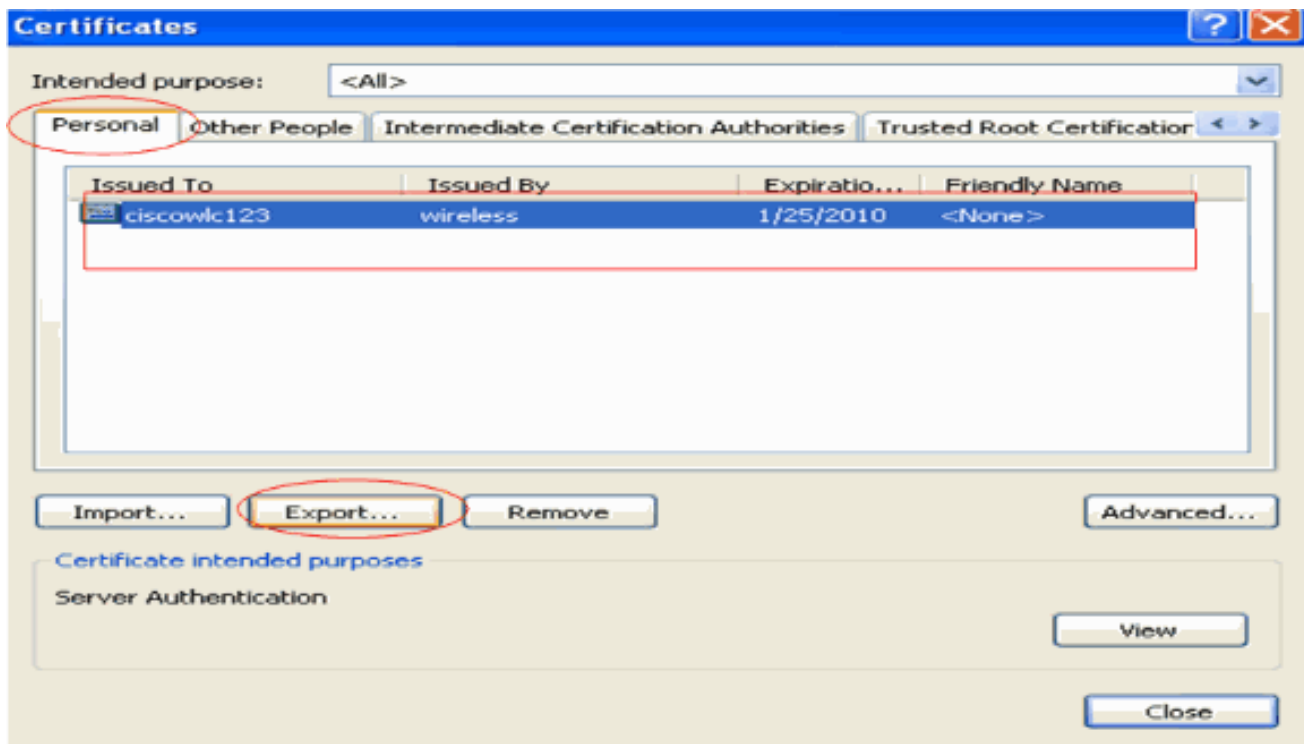 Certificates
Intended purpose: <All>
Personal Other People Intermediate Certification Authorities Trusted Root Certification
Issued To Issued By Expiratio... Friendly Name
ciscowlc123 wireless 1/25/2010 <None>
Import... Export... Remove Advanced...
Certificate intended purposes
Server Authentication
View
Close